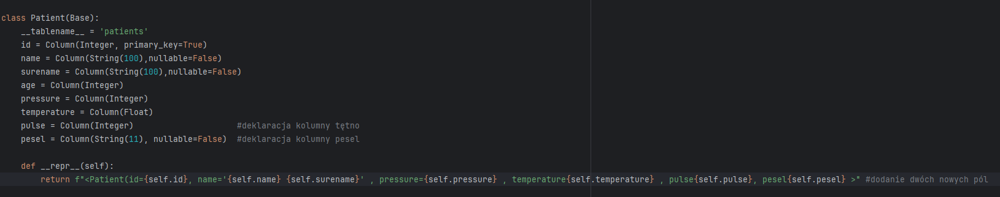 class Patient(Base):
    __tablename__ = 'patients'
    id = Column(Integer, primary_key=True)
    name = Column(String(100),nullable=False)
    surename = Column(String(100),nullable=False)
    age = Column(Integer)
    pressure = Column(Integer)
    temperature = Column(Float)
    pulse = Column(Integer)                     #deklaracja kolumny tętno
    pesel = Column(String(11), nullable=False)  #deklaracja kolumny pesel

    def __repr__(self):
        return f"<Patient(id={self.id}, name='{self.name} {self.surename}' , pressure={self.pressure} , temperature{self.temperature} , pulse{self.pulse}, pesel{self.pesel} >" #dodanie dwóch nowych pól